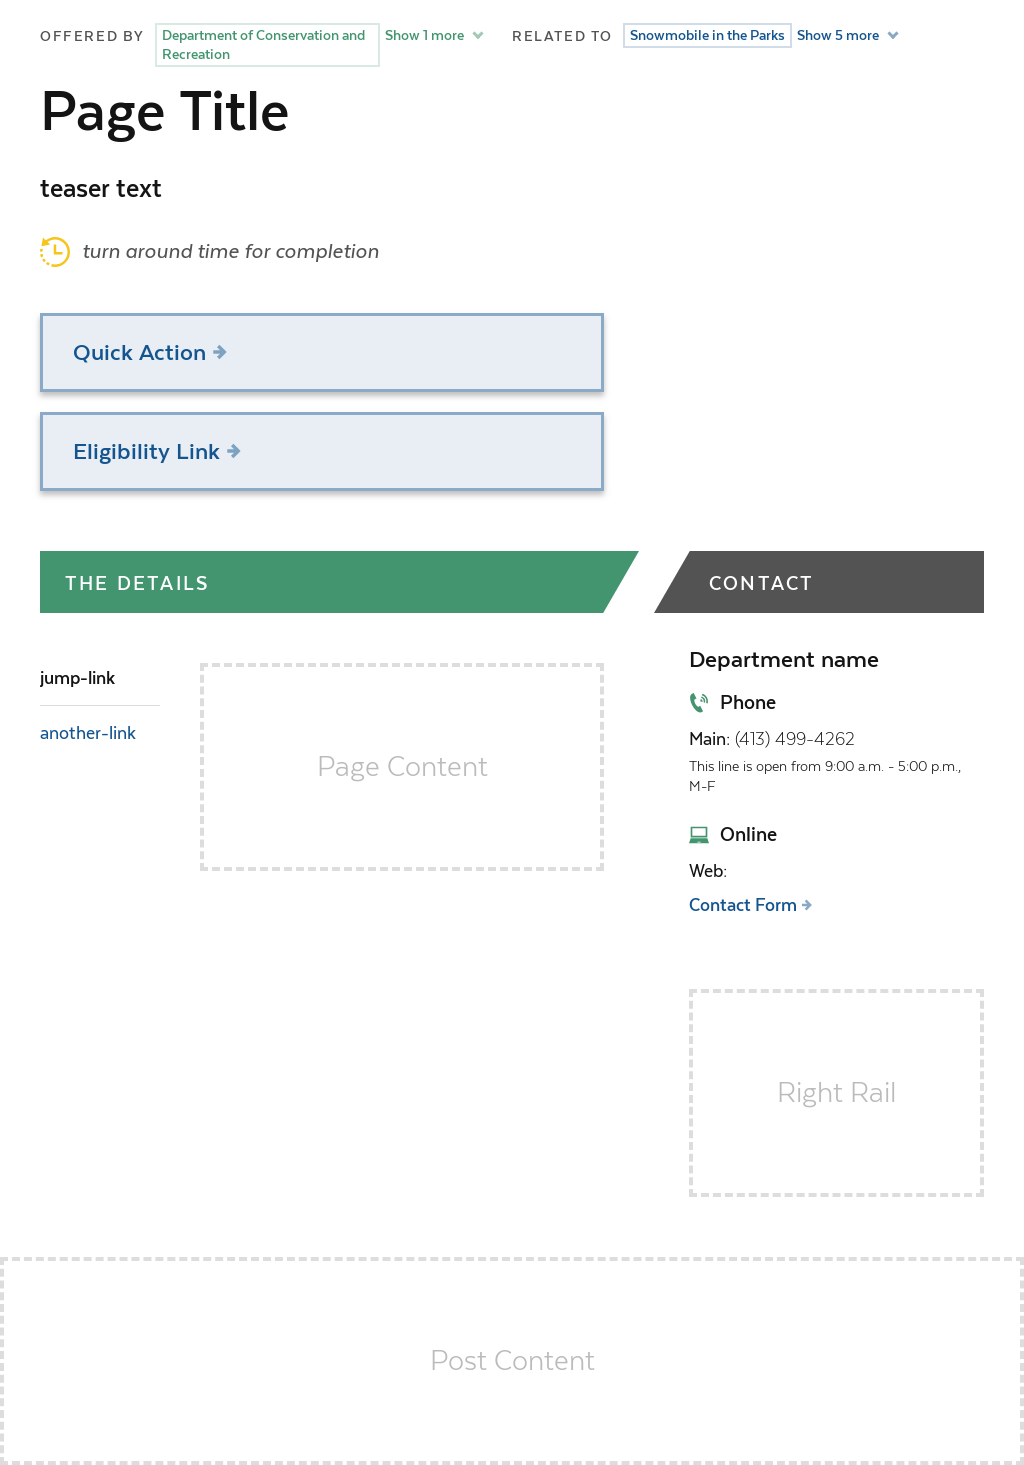 OFFERED BY
Department of Conservation and
Recreation
Show 1 more
RELATED TO
Snowmobile in the Parks
Show 5 more
Page Title
teaser text
turn around time for completion
Quick Action
Eligibility Link
THE DETAILS
jump-link
another-link
Page Content
CONTACT
Department name
Phone
Main: (413) 499-4262
This line is open from 9:00 a.m. - 5:00 p.m.,
M-F
Online
Web:
Contact Form
Right Rail
Post Content